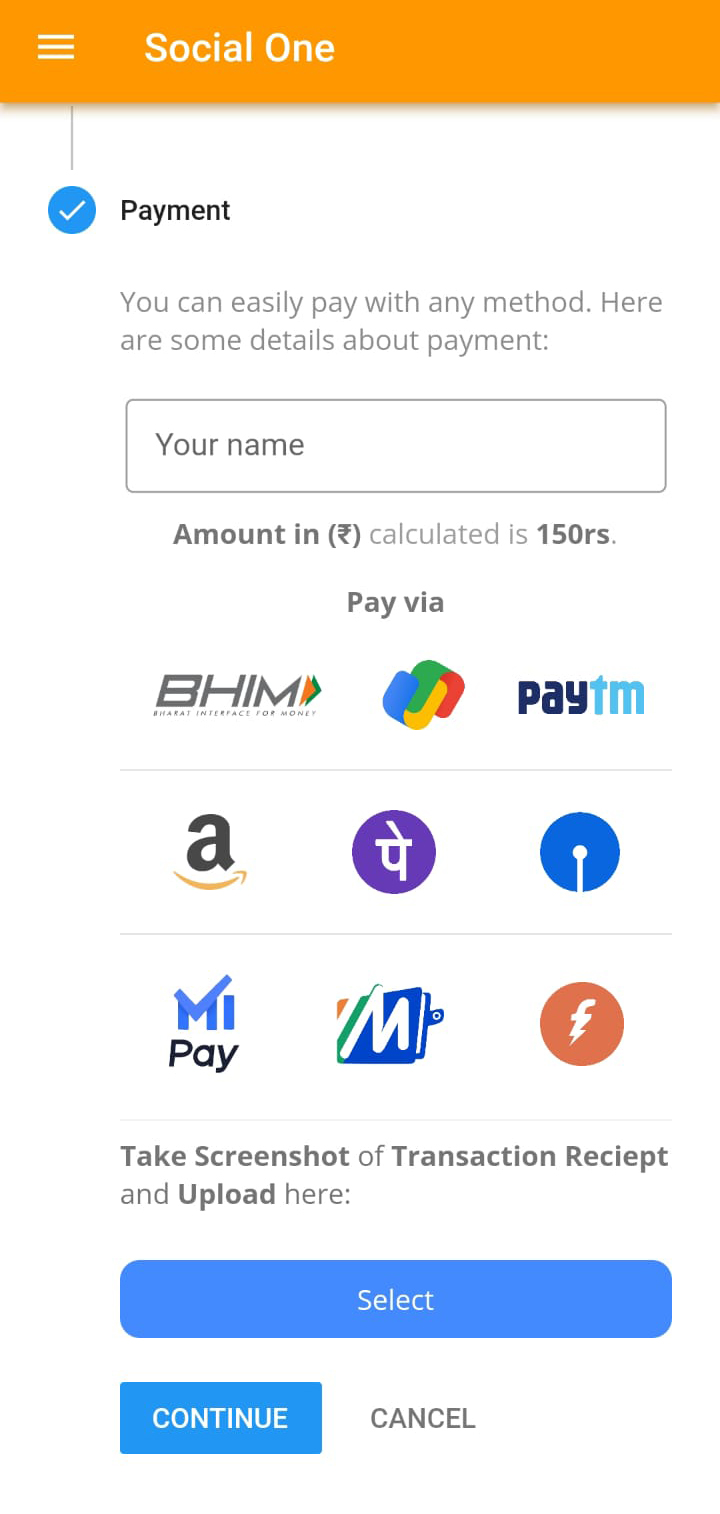 Social One
Payment
You can easily pay with any method. Here
are some details about payment:
Your name
Amount in (₹) calculated is 150rs.
Pay via
BHIM
BHARAT INTERFACE FOR MONEY
paytm
a
पे
MI
Pay
M
f
Take Screenshot of Transaction Reciept
and Upload here:
Select
CONTINUE
CANCEL